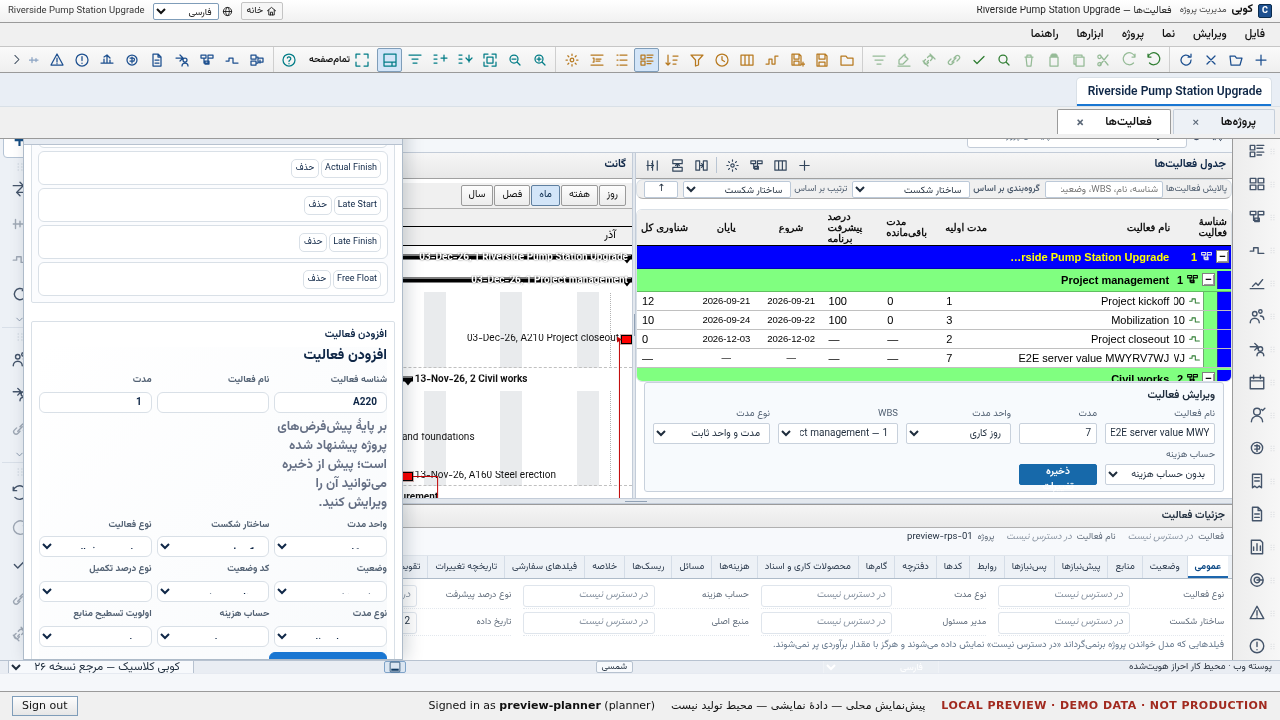 کوپی مدیریت پروژه فعالیت‌ها — Riverside Pump Station Upgrade
خانه
فارسی
Riverside Pump Station Upgrade
فایل ویرایش نما پروژه ابزارها راهنما
تمام‌صفحه
Riverside Pump Station Upgrade
پروژه‌ها ×
فعالیت‌ها ×
جدول فعالیت‌ها
پالایش فعالیت‌ها
شناسه، نام، WBS، وضعیت
گروه‌بندی بر اساس
ساختار شکست
ترتیب بر اساس
ساختار شکست
↑
شناسهٔ فعالیت
نام فعالیت
مدت اولیه
مدت باقی‌مانده
درصد پیشرفت برنامه
شروع
پایان
شناوری کل
1 rside Pump Station Upgrade...
1 Project management
00 Project kickoff 1 0 100 2026-09-21 2026-09-21 12
10 Mobilization 3 0 100 2026-09-22 2026-09-24 10
10 Project closeout 2 — — 2026-12-02 2026-12-03 0
VJ E2E server value MWYRV7WJ 7 — — — — —
2 Civil works
ویرایش فعالیت
نام فعالیت
مدت
واحد مدت
WBS
نوع مدت
E2E server value MWY
7
روز کاری
ct management — 1
مدت و واحد ثابت
حساب هزینه
بدون حساب هزینه
ذخیره
گانت
روز هفته ماه فصل سال
آذر
03-Dec-26, 1 Riverside Pump Station Upgrade
03-Dec-26, 1 Project management
03-Dec-26, A210 Project closeout
13-Nov-26, 2 Civil works
and foundations
13-Nov-26, A160 Steel erection
urement
جزئیات فعالیت
فعالیت در دسترس نیست نام فعالیت در دسترس نیست پروژه preview-rps-01
عمومی وضعیت منابع پیش‌نیازها پس‌نیازها روابط کدها دفترچه گام‌ها محصولات کاری و اسناد هزینه‌ها مسائل ریسک‌ها خلاصه فیلدهای سفارشی تاریخچه تغییرات تقویم
نوع فعالیت در دسترس نیست نوع مدت در دسترس نیست حساب هزینه در دسترس نیست نوع درصد پیشرفت
ساختار شکست در دسترس نیست مدیر مسئول در دسترس نیست منبع اصلی در دسترس نیست تاریخ داده 2
فیلدهایی که مدل خواندن پروژه برنمی‌گرداند «در دسترس نیست» نمایش داده می‌شوند و هرگز با مقدار برآوردی پر نمی‌شوند.
Actual Finish حذف
Late Start حذف
Late Finish حذف
Free Float حذف
افزودن فعالیت
افزودن فعالیت
شناسه فعالیت
نام فعالیت
مدت
A220
1
بر پایهٔ پیش‌فرض‌های
پروژه پیشنهاد شده
است؛ پیش از ذخیره
می‌توانید آن را
ویرایش کنید.
واحد مدت
ساختار شکست
نوع فعالیت
وضعیت
کد وضعیت
نوع درصد تکمیل
نوع مدت
حساب هزینه
اولویت تسطیح منابع
پوسته وب · محیط کار احراز هویت‌شده
فارسی
شمسی
کوپی کلاسیک — مرجع نسخه ۲۶
LOCAL PREVIEW · DEMO DATA · NOT PRODUCTION
پیش‌نمایش محلی — دادهٔ نمایشی — محیط تولید نیست
Signed in as preview-planner (planner)
Sign out